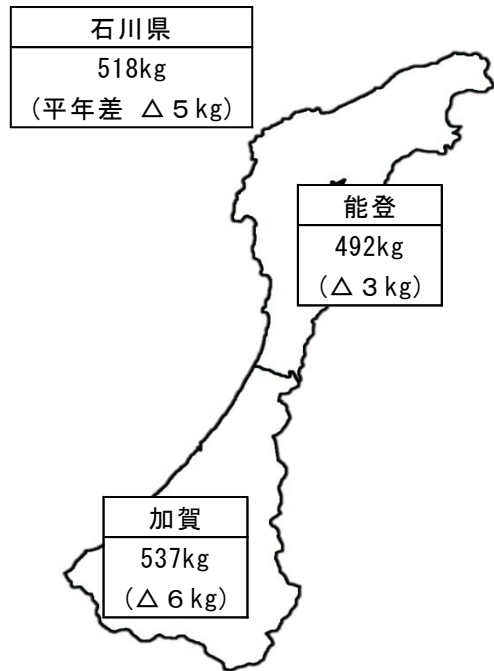 石川県
518kg
(平年差 △５kg)
能登
492kg
(△３kg)
加賀
537kg
(△６kg)